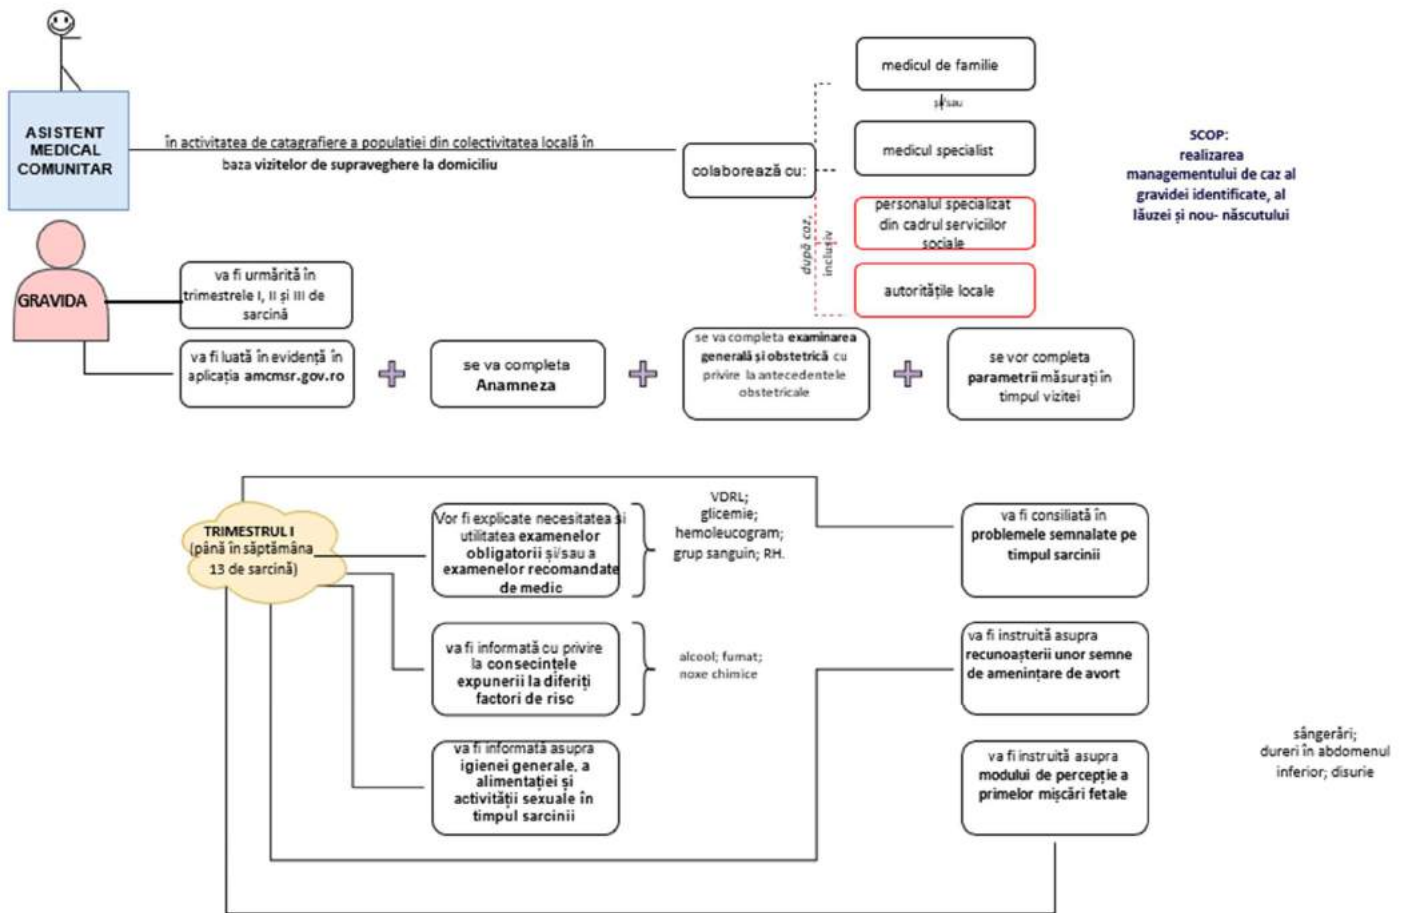 ASISTENT
MEDICAL
COMUNITAR
în activitatea de catagrafiere a populației din colectivitatea locală în
baza vizitelor de supraveghere la domiciliu
colaborează cu:
medicul de familie
și/sau
medicul specialist
după caz,
inclusiv
personalul specializat
din cadrul serviciilor
sociale
autoritățile locale
SCOP:
realizarea
managementului de caz al
gravidei identificate, al
lăuzei și nou- născutului
GRAVIDA
va fi urmărită în
trimestrele I, II și III de
sarcină
va fi luată în evidență în
aplicația amcmsr.gov.ro
se va completa
Anamneza
se va completa examinarea
generală și obstetrică cu
privire la antecedentele
obstetricale
se vor completa
parametrii măsurați în
timpul vizitei
TRIMESTRUL I
(până în săptămâna
13 de sarcină)
Vor fi explicate necesitatea și
utilitatea examenelor
obligatorii și/sau a
examenelor recomandate
de medic
VDRL;
glicemie;
hemoleucogram;
grup sanguin; RH.
va fi informată cu privire
la consecințele
expunerii la diferiți
factori de risc
alcool; fumat;
noxe chimice
va fi informată asupra
igienei generale, a
alimentației și
activității sexuale în
timpul sarcinii
va fi consiliată în
problemele semnalate pe
timpul sarcinii
va fi instruită asupra
recunoașterii unor semne
de amenințare de avort
va fi instruită asupra
modului de percepție a
primelor mișcări fetale
sângerări;
dureri în abdomenul
inferior; disurie